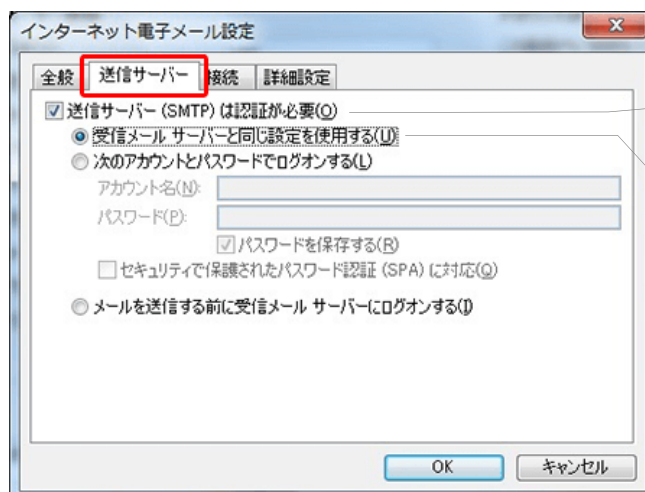 インターネット電子メール設定
全般 送信サーバー 接続 詳細設定
送信サーバー (SMTP) は認証が必要(O)
受信メール サーバーと同じ設定を使用する(U)
次のアカウントとパスワードでログオンする(L)
アカウント名(N):
パスワード(P):
パスワードを保存する(R)
セキュリティで保護されたパスワード認証 (SPA) に対応(Q)
メールを送信する前に受信メール サーバーにログオンする(I)
OK キャンセル